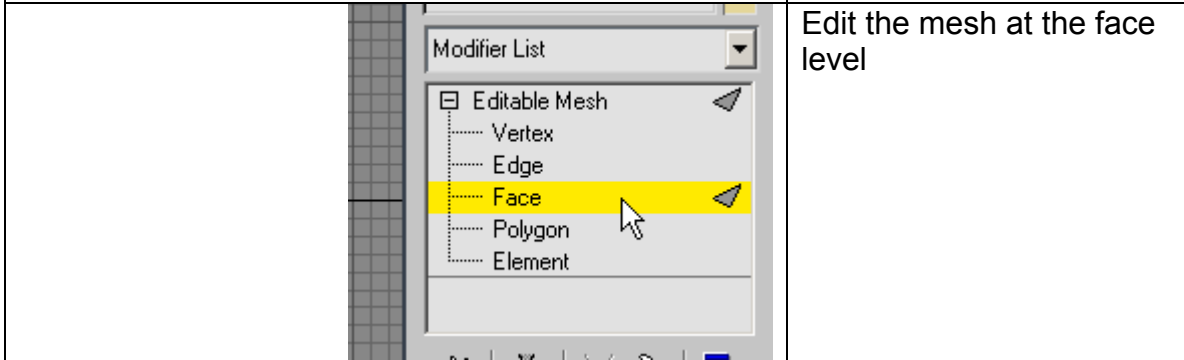 Modifier List
Editable Mesh
Vertex
Edge
Face
Polygon
Element
Edit the mesh at the face
level